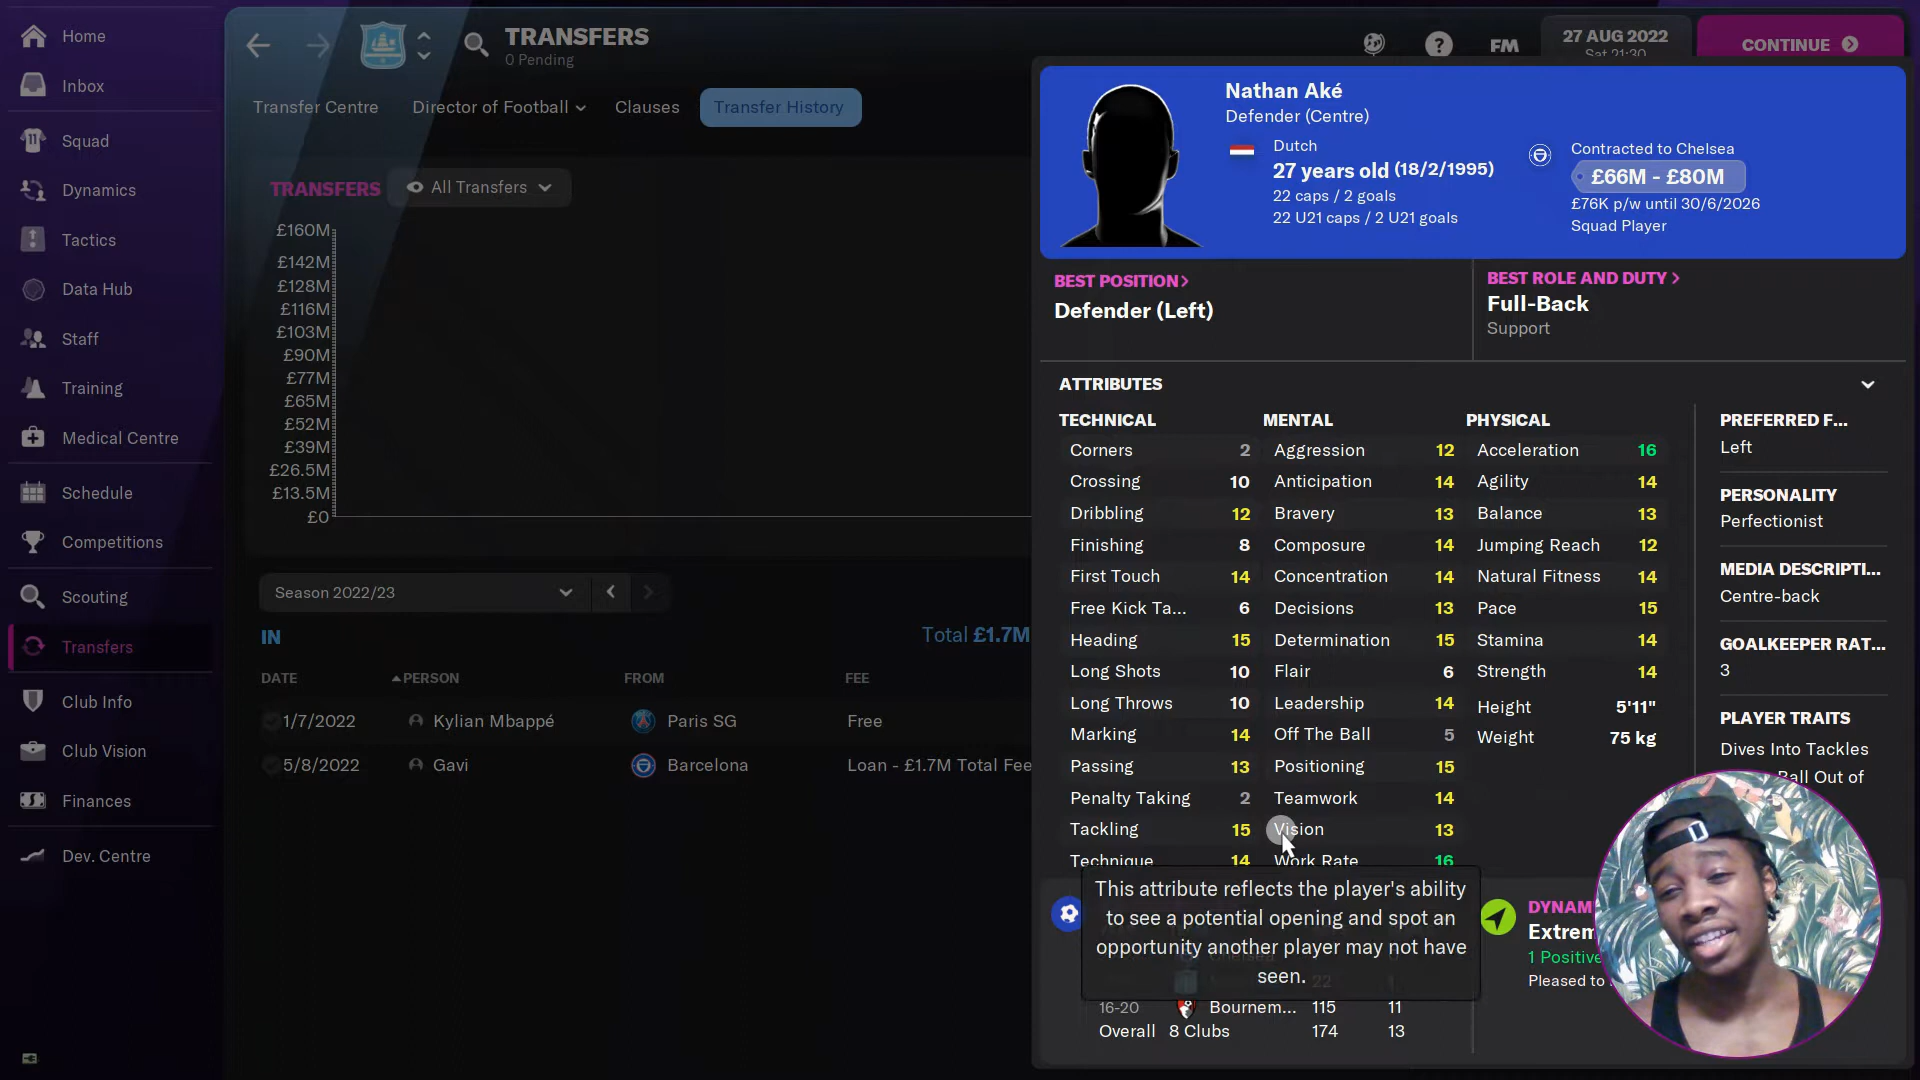 Home
Inbox
Squad
Dynamics
Tactics
Data Hub
Staff
Training
Medical Centre
Schedule
Competitions
Scouting
Transfers
Club Info
Club Vision
Finances
Dev. Centre
TRANSFERS
0 Pending
?
FM
27 AUG 2022
Sat 21:30
CONTINUE
Transfer Centre
Director of Football
Clauses
Transfer History
TRANSFERS
All Transfers
£160M
£142M
£128M
£116M
£103M
£90M
£77M
£65M
£52M
£39M
£26.5M
£13.5M
£0
Season 2022/23
IN
Total £1.7M
DATE PERSON FROM FEE
1/7/2022 Kylian Mbappé Paris SG Free
5/8/2022 Gavi Barcelona Loan - £1.7M Total Fee
Nathan Aké
Defender (Centre)
Dutch
27 years old (18/2/1995)
22 caps / 2 goals
22 U21 caps / 2 U21 goals
Contracted to Chelsea
£66M - £80M
£76K p/w until 30/6/2026
Squad Player
BEST POSITION
Defender (Left)
BEST ROLE AND DUTY
Full-Back
Support
ATTRIBUTES
TECHNICAL MENTAL PHYSICAL
Corners 2 Aggression 12 Acceleration 16
Crossing 10 Anticipation 14 Agility 14
Dribbling 12 Bravery 13 Balance 13
Finishing 8 Composure 14 Jumping Reach 12
First Touch 14 Concentration 14 Natural Fitness 14
Free Kick Ta... 6 Decisions 13 Pace 15
Heading 15 Determination 15 Stamina 14
Long Shots 10 Flair 6 Strength 14
Long Throws 10 Leadership 14 Height 5'11"
Marking 14 Off The Ball 5 Weight 75 kg
Passing 13 Positioning 15
Penalty Taking 2 Teamwork 14
Tackling 15 Vision 13
Technique 14 Work Rate 16
PREFERRED F...
Left
PERSONALITY
Perfectionist
MEDIA DESCRIPTI...
Centre-back
GOALKEEPER RAT...
3
PLAYER TRAITS
Dives Into Tackles
Ball Out of
This attribute reflects the player's ability
to see a potential opening and spot an
opportunity another player may not have
seen.
16-20 Bournem... 115 11
Overall 8 Clubs 174 13
DYNAM
Extrem
1 Positive
Pleased to